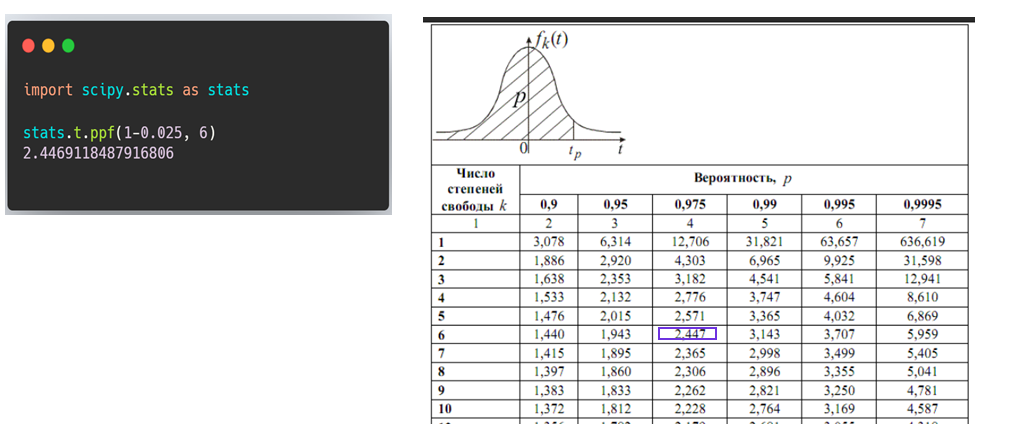 import scipy.stats as stats
stats.t.ppf(1-0.025, 6)
2.4469118487916806
fk(t)
p
0 tp t
Число степеней свободы k
Вероятность, p
0,9 0,95 0,975 0,99 0,995 0,9995
1 2 3 4 5 6 7
1 3,078 6,314 12,706 31,821 63,657 636,619
2 1,886 2,920 4,303 6,965 9,925 31,598
3 1,638 2,353 3,182 4,541 5,841 12,941
4 1,533 2,132 2,776 3,747 4,604 8,610
5 1,476 2,015 2,571 3,365 4,032 6,869
6 1,440 1,943 2,447 3,143 3,707 5,959
7 1,415 1,895 2,365 2,998 3,499 5,405
8 1,397 1,860 2,306 2,896 3,355 5,041
9 1,383 1,833 2,262 2,821 3,250 4,781
10 1,372 1,812 2,228 2,764 3,169 4,587